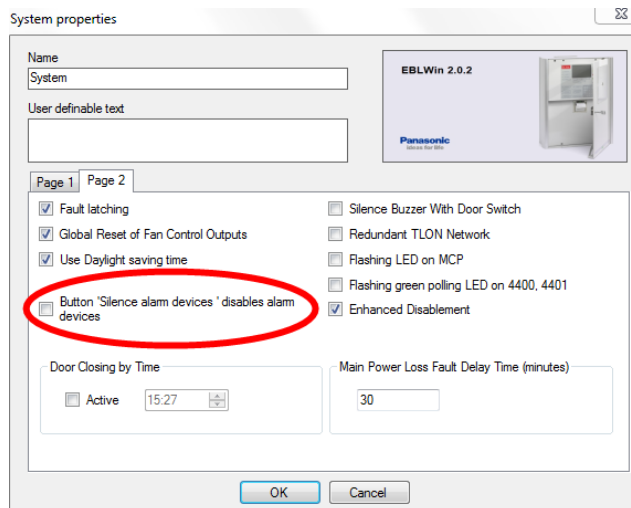 System properties
Name
System
EBLWin 2.0.2
User definable text
Panasonic
ideas for life
Page 1
Page 2
Fault latching
Silence Buzzer With Door Switch
Global Reset of Fan Control Outputs
Redundant TLON Network
Use Daylight saving time
Flashing LED on MCP
Flashing green polling LED on 4400, 4401
Button 'Silence alarm devices ' disables alarm
devices
Enhanced Disablement
Door Closing by Time
Main Power Loss Fault Delay Time (minutes)
Active
15:27
30
OK
Cancel